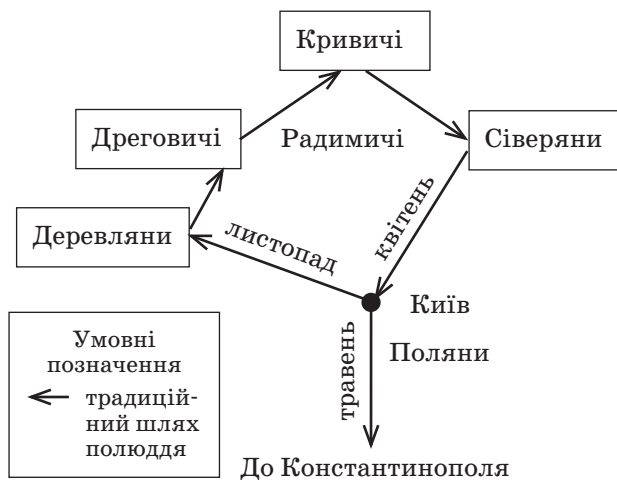 Кривичі
Дреговичі
Радимичі
Сіверяни
Деревляни
листопад
квітень
Київ
Поляни
травень
Умовні
позначення
традицій-
ний шлях
полюддя
До Константинополя